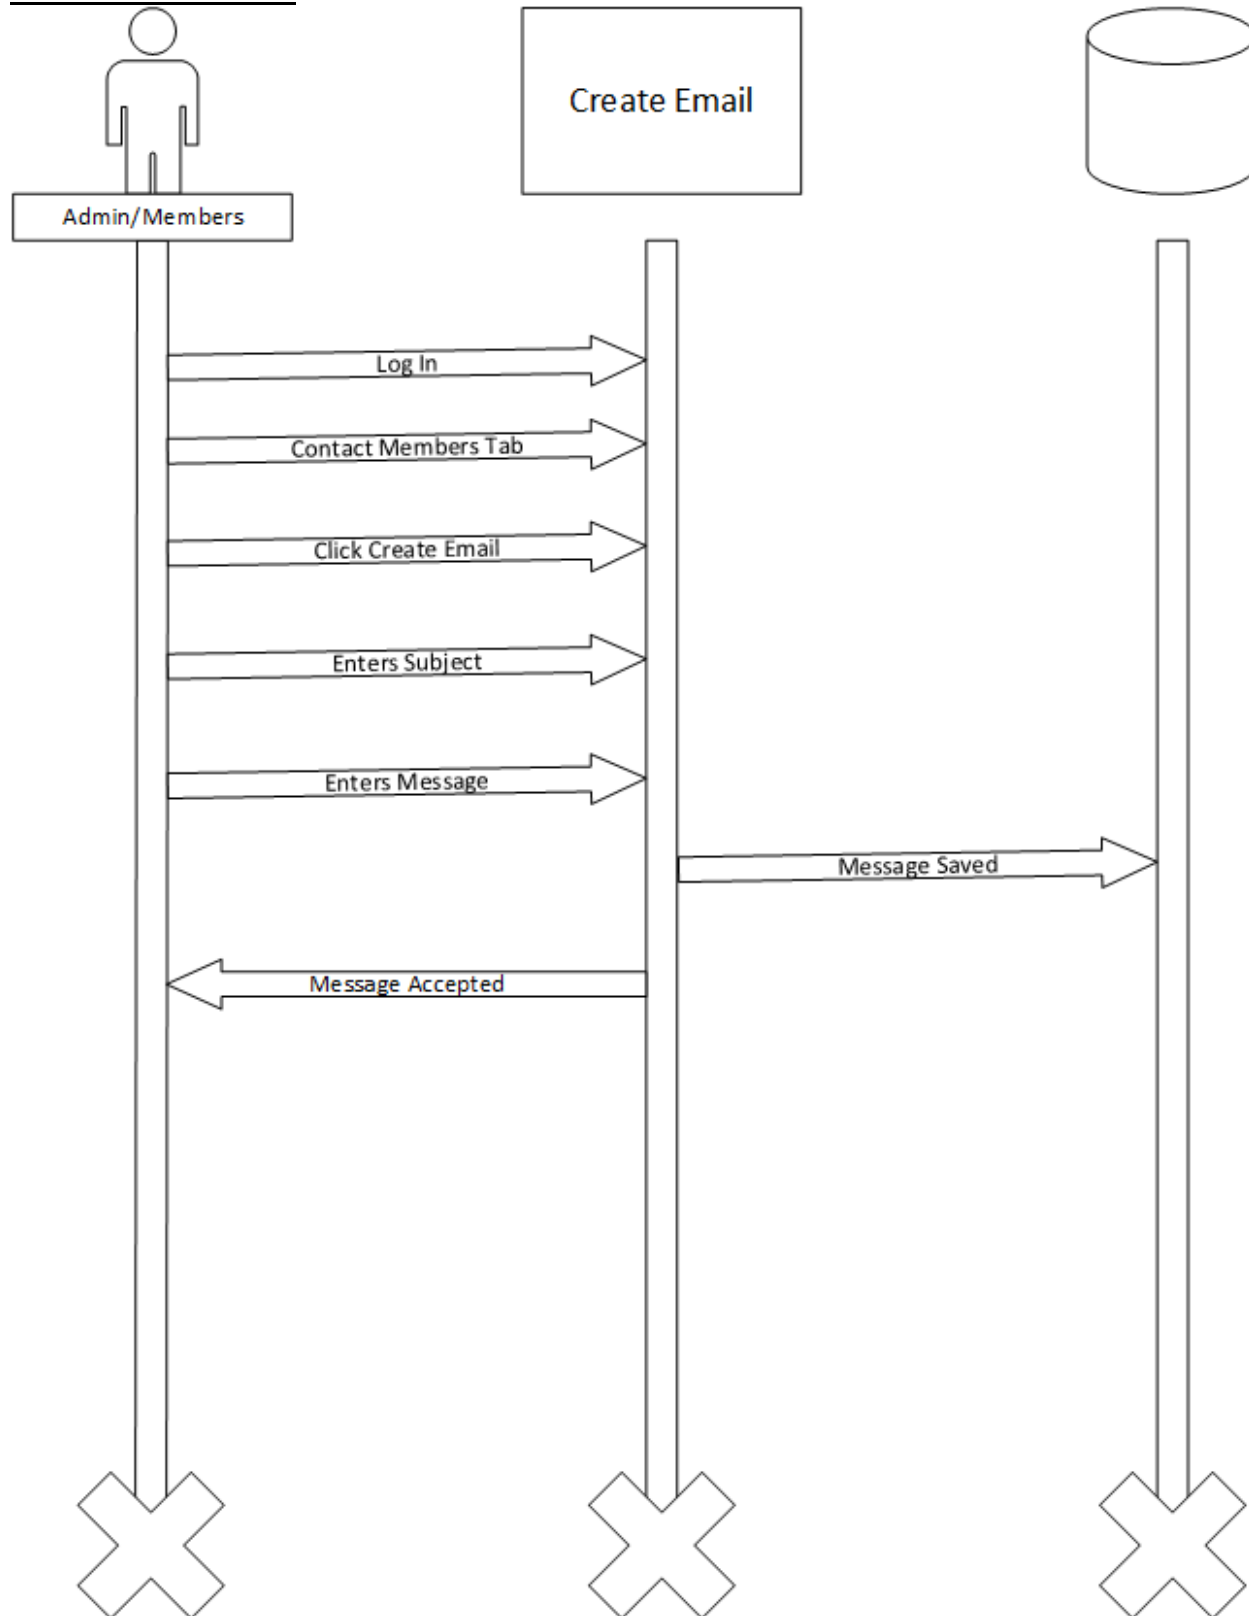 Create Email
Admin/Members
Log In
Contact Members Tab
Click Create Email
Enters Subject
Enters Message
Message Saved
Message Accepted